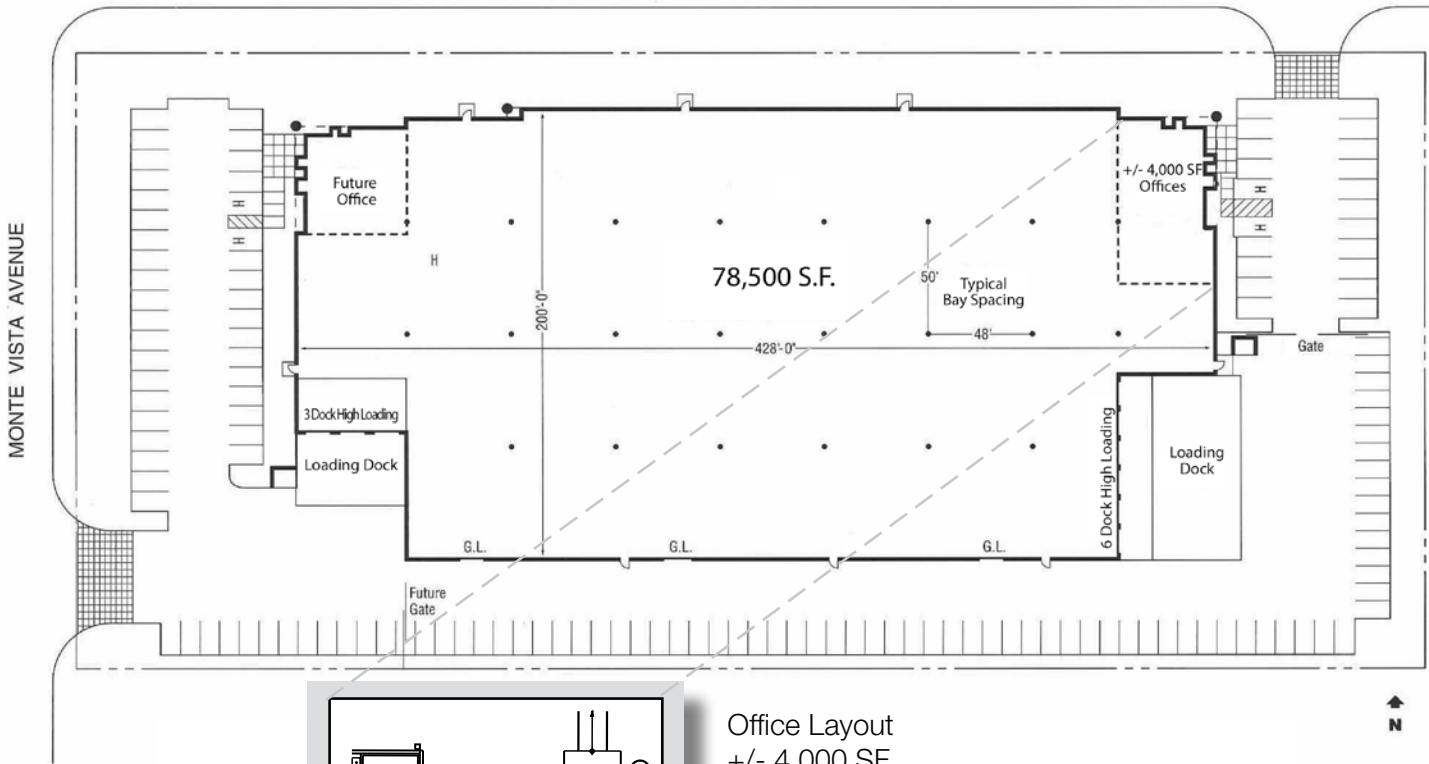 MONTE VISTA AVENUE
Future
Office
+/- 4,000 SF
Offices
H
H
H
H
H
78,500 S.F.
50'
Typical
Bay Spacing
200'-0"
48'
428'-0"
Gate
3 Dock High Loading
Loading Dock
6 Dock High Loading
Loading
Dock
G.L.
G.L.
G.L.
Future
Gate
N
Office Layout
+/- 4,000 SF